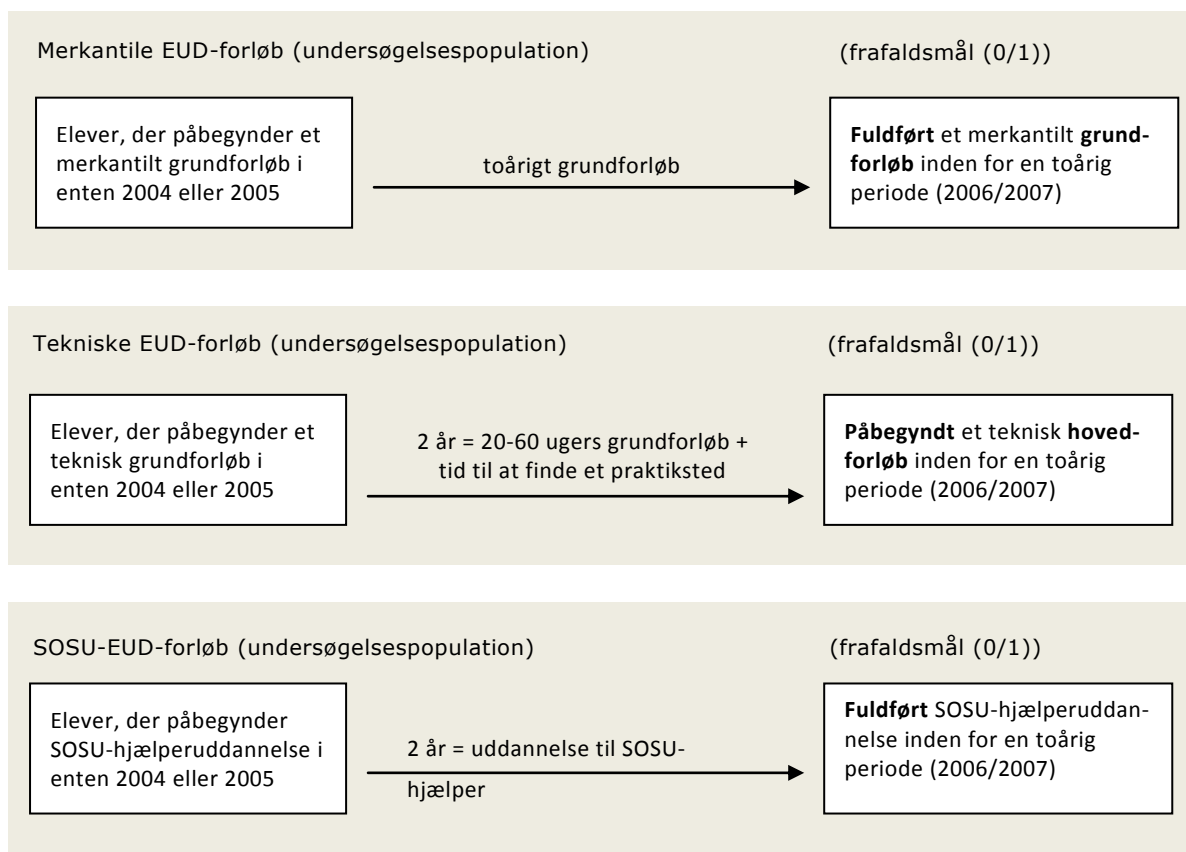 Merkantile EUD-forløb (undersøgelsespopulation)
(frafaldsmål (0/1))
Elever, der påbegynder et
merkantilt grundforløb i
enten 2004 eller 2005
toårigt grundforløb
Fuldført et merkantilt grund-
forløb inden for en toårig
periode (2006/2007)
Tekniske EUD-forløb (undersøgelsespopulation)
(frafaldsmål (0/1))
Elever, der påbegynder et
teknisk grundforløb i
enten 2004 eller 2005
2 år = 20-60 ugers grundforløb +
tid til at finde et praktiksted
Påbegyndt et teknisk hoved-
forløb inden for en toårig
periode (2006/2007)
SOSU-EUD-forløb (undersøgelsespopulation)
(frafaldsmål (0/1))
Elever, der påbegynder
SOSU-hjælperuddannelse i
enten 2004 eller 2005
2 år = uddannelse til SOSU-
hjælper
Fuldført SOSU-hjælperuddan-
nelse inden for en toårig
periode (2006/2007)